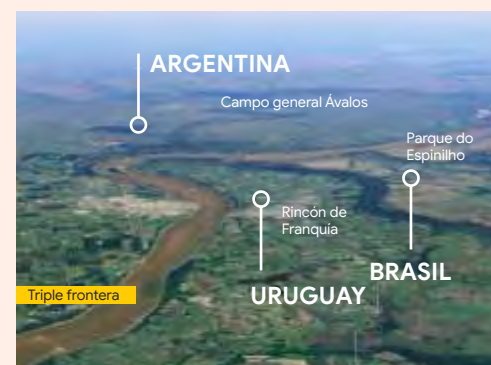 ARGENTINA
Campo general Ávalos
Parque do
Espinilho
Rincón de
Franquía
BRASIL
Triple frontera
URUGUAY